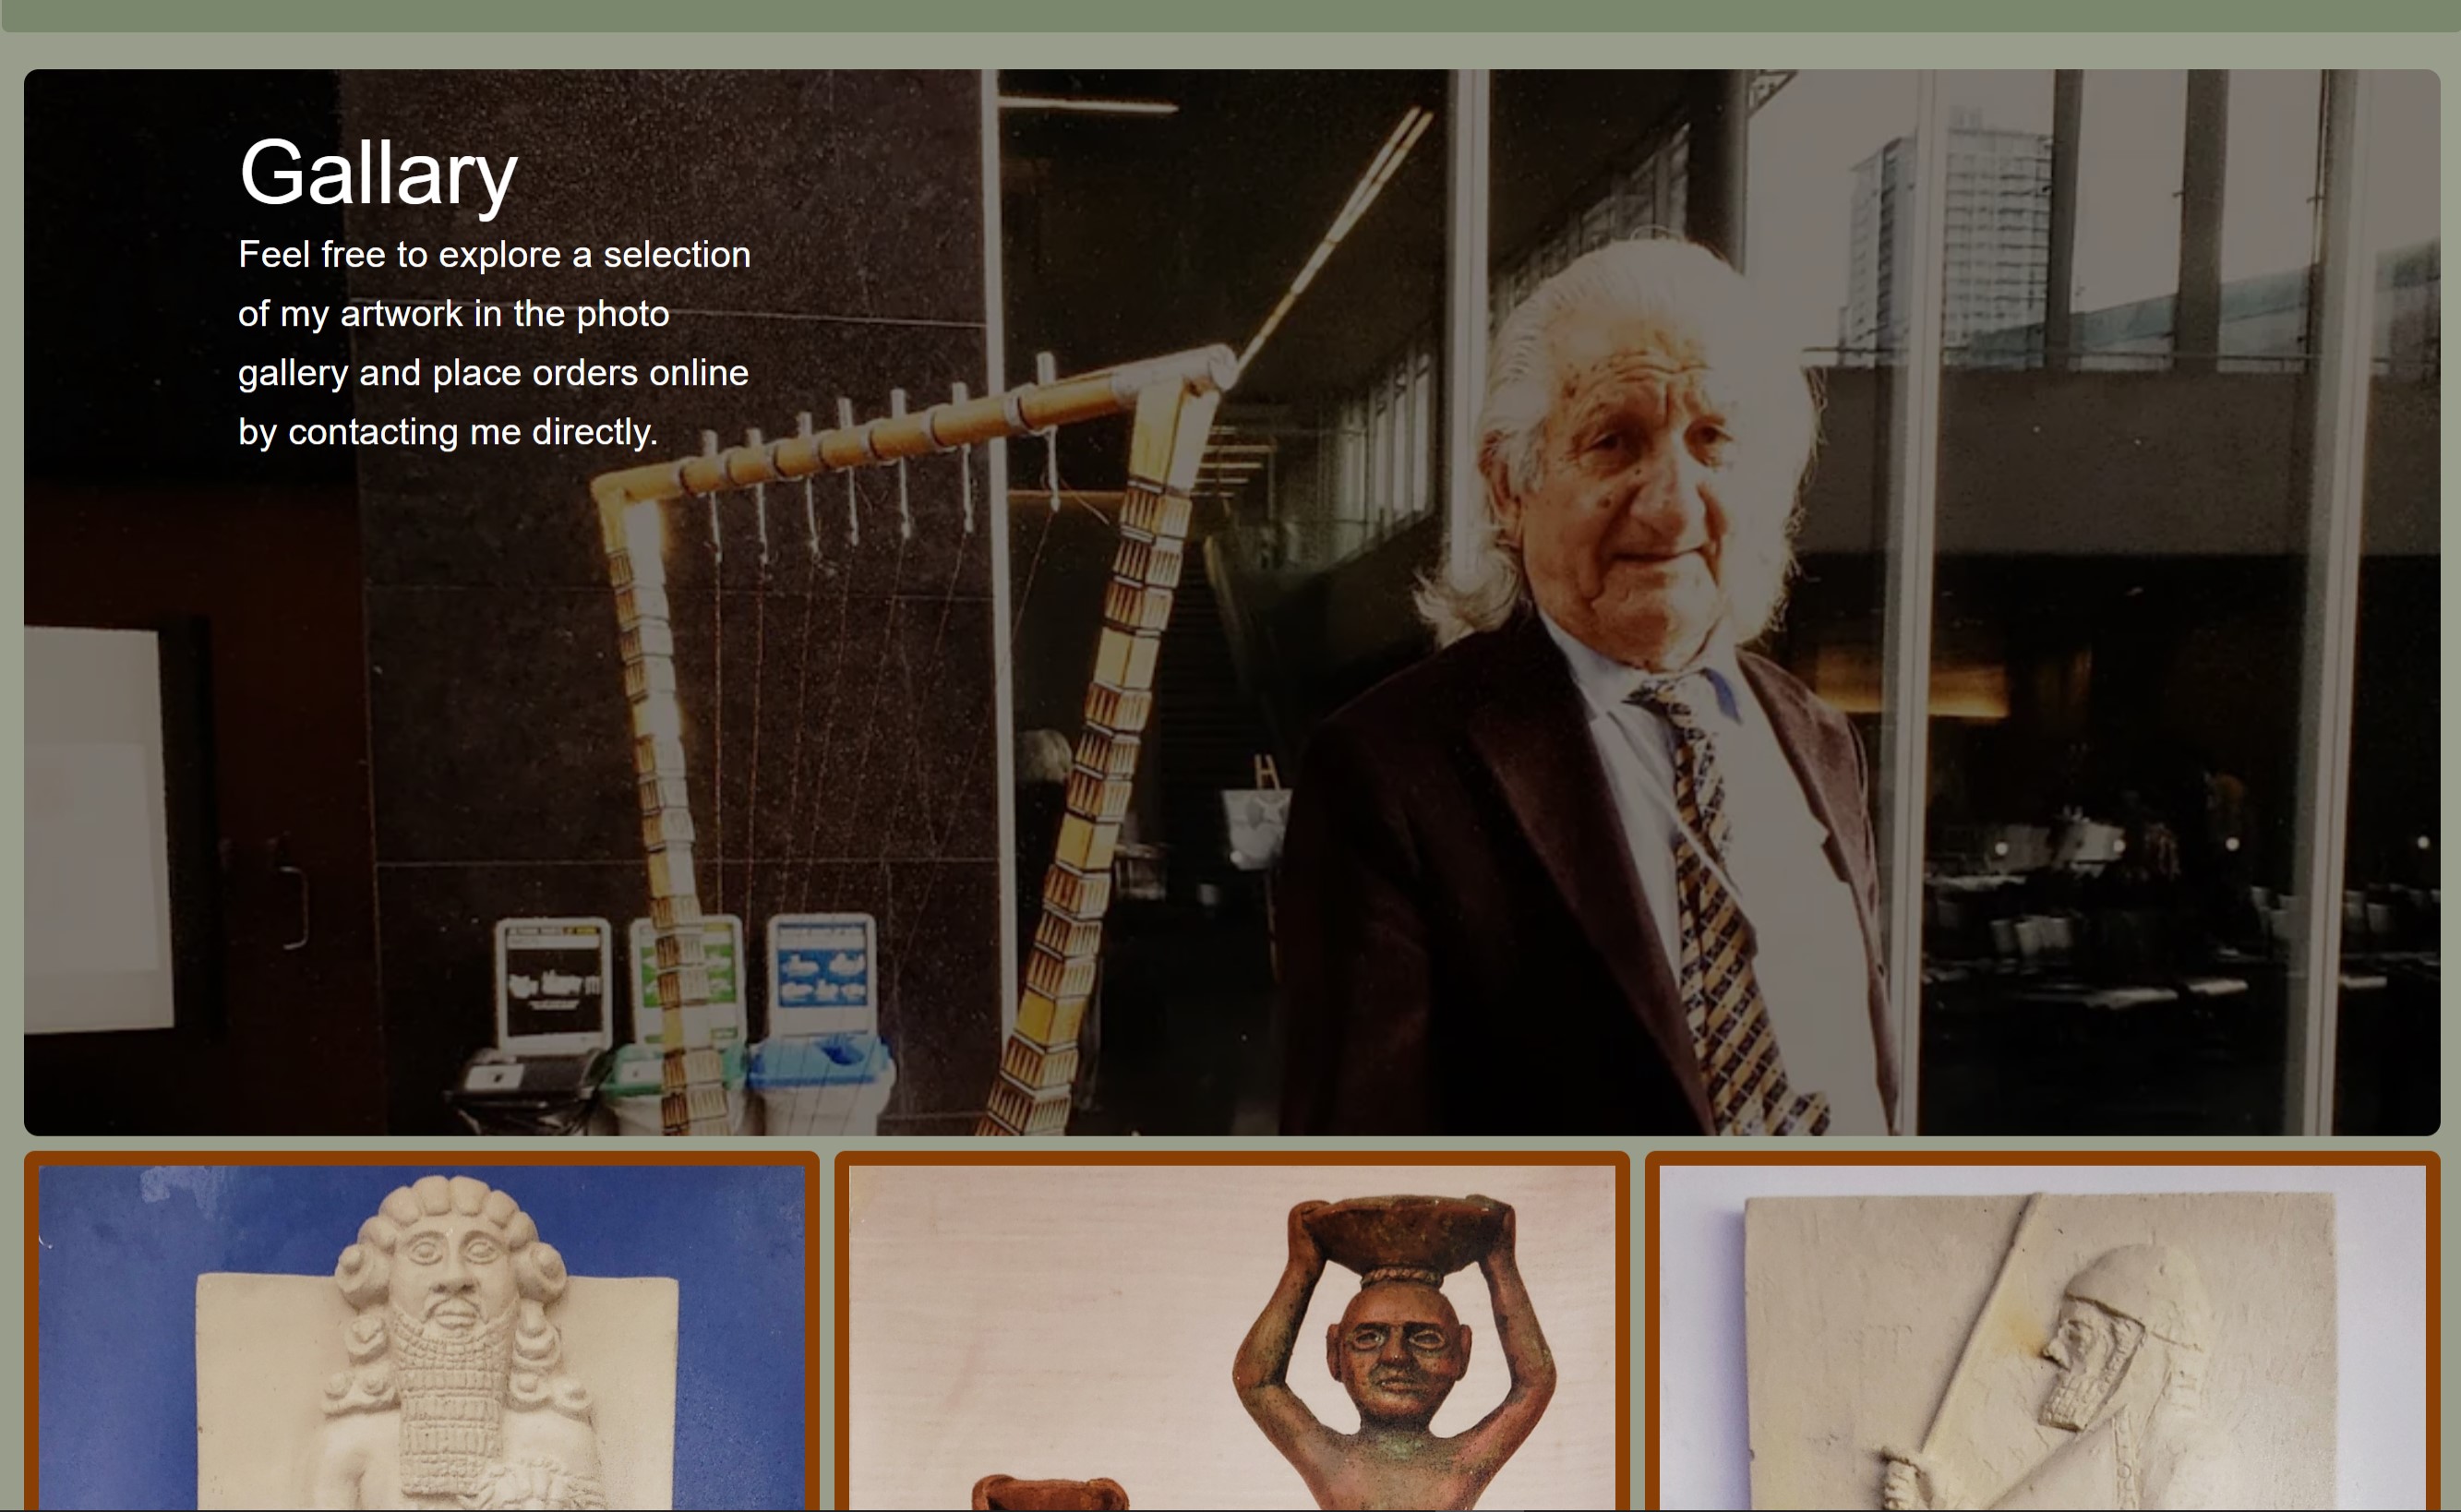 Gallary
Feel free to explore a selection
of my artwork in the photo
gallery and place orders online
by contacting me directly.